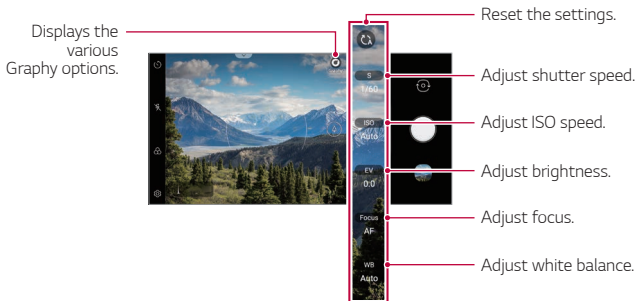 Displays the
various
Graphy options.
Reset the settings.
S
1/60
Adjust shutter speed.
ISO
Auto
Adjust ISO speed.
EV
0.0
Adjust brightness.
Focus
AF
Adjust focus.
WB
Auto
Adjust white balance.